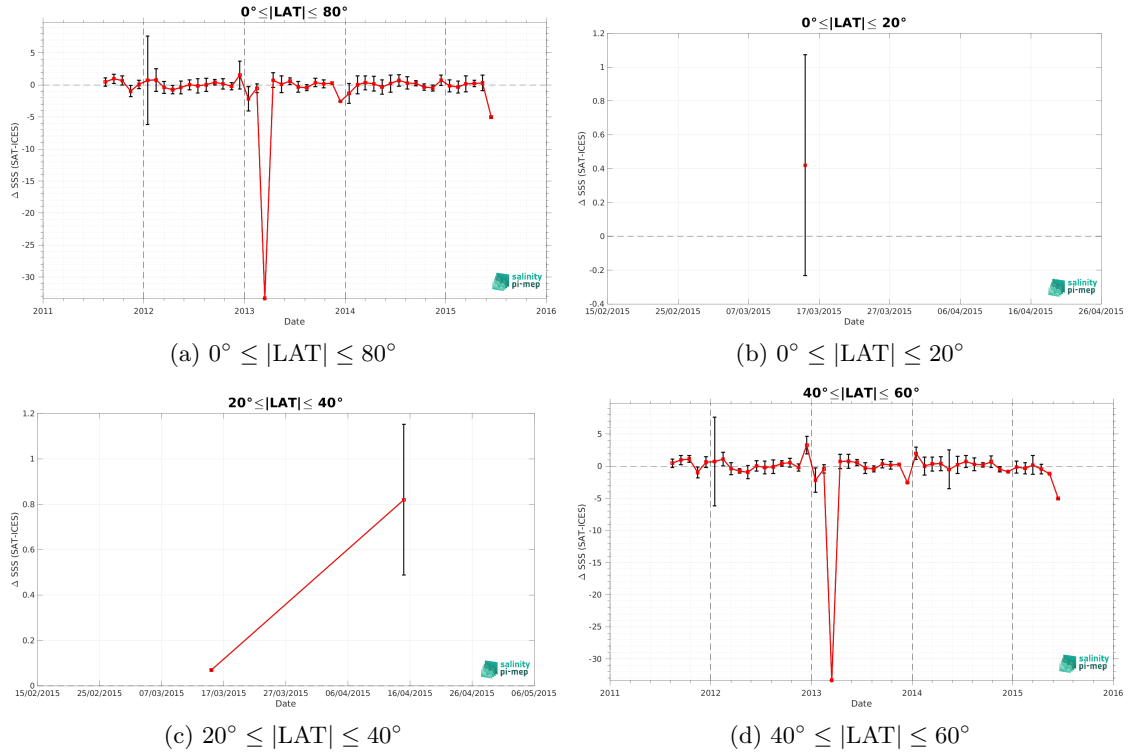 0°≤|LAT|≤ 80°
5
0
-5
-10
-15
-20
-25
-30
Δ SSS (SAT-ICES)
2011 2012 2013 2014 2015 2016
Date
salinity
pi-mep
(a) 0° ≤ |LAT| ≤ 80°
0°≤|LAT|≤ 20°
1.2
1
0.8
0.6
0.4
0.2
0
-0.2
-0.4
Δ SSS (SAT-ICES)
15/02/2015 25/02/2015 07/03/2015 17/03/2015 27/03/2015 06/04/2015 16/04/2015 26/04/2015
Date
salinity
pi-mep
(b) 0° ≤ |LAT| ≤ 20°
20°≤|LAT|≤ 40°
1.2
1
0.8
0.6
0.4
0.2
0
Δ SSS (SAT-ICES)
15/02/2015 25/02/2015 07/03/2015 17/03/2015 27/03/2015 06/04/2015 16/04/2015 26/04/2015 06/05/2015
Date
salinity
pi-mep
(c) 20° ≤ |LAT| ≤ 40°
40°≤|LAT|≤ 60°
5
0
-5
-10
-15
-20
-25
-30
Δ SSS (SAT-ICES)
2011 2012 2013 2014 2015 2016
Date
salinity
pi-mep
(d) 40° ≤ |LAT| ≤ 60°